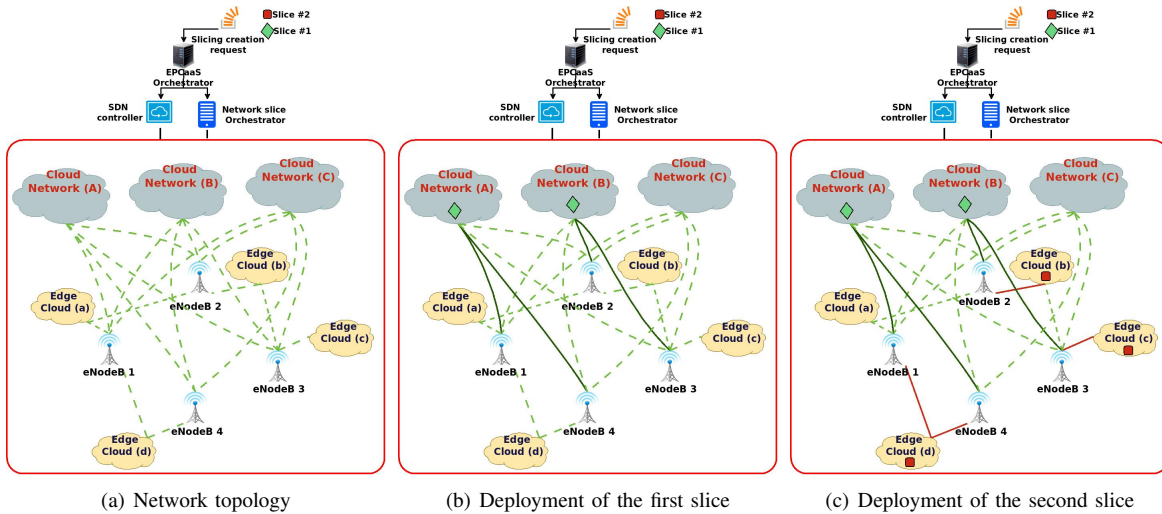 Slice #2
Slice #1
Slicing creation
request
EPCaaS
Orchestrator
SDN
controller
Network slice
Orchestrator
Cloud
Network (A)
Cloud
Network (B)
Cloud
Network (C)
Edge
Cloud (b)
eNodeB 2
Edge
Cloud (a)
eNodeB 1
Edge
Cloud (c)
eNodeB 3
eNodeB 4
Edge
Cloud (d)
(a) Network topology
Slice #2
Slice #1
Slicing creation
request
EPCaaS
Orchestrator
SDN
controller
Network slice
Orchestrator
Cloud
Network (A)
Cloud
Network (B)
Cloud
Network (C)
Edge
Cloud (b)
eNodeB 2
Edge
Cloud (a)
eNodeB 1
Edge
Cloud (c)
eNodeB 3
eNodeB 4
Edge
Cloud (d)
(b) Deployment of the first slice
Slice #2
Slice #1
Slicing creation
request
EPCaaS
Orchestrator
SDN
controller
Network slice
Orchestrator
Cloud
Network (A)
Cloud
Network (B)
Cloud
Network (C)
Edge
Cloud (b)
eNodeB 2
Edge
Cloud (a)
eNodeB 1
Edge
Cloud (c)
eNodeB 3
eNodeB 4
Edge
Cloud (d)
(c) Deployment of the second slice